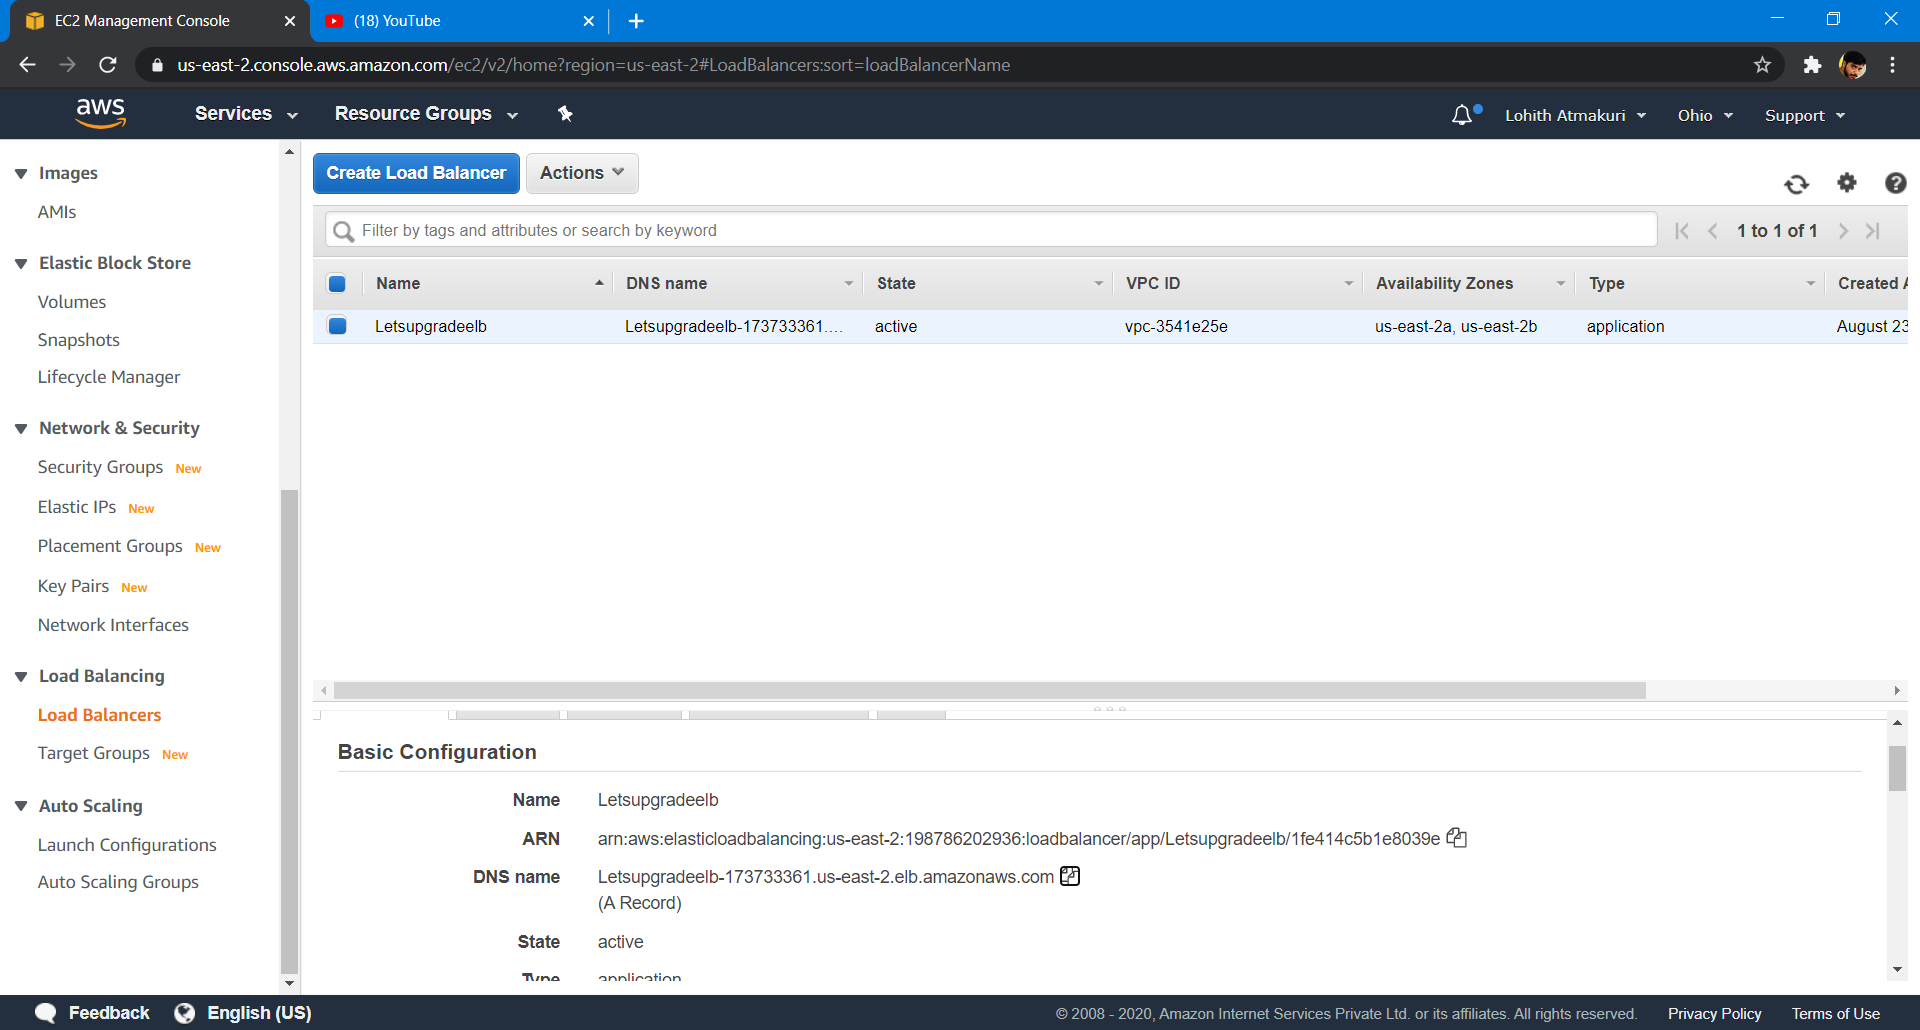 EC2 Management Console
(18) YouTube
us-east-2.console.aws.amazon.com/ec2/v2/home?region=us-east-2#LoadBalancers:sort=loadBalancerName
aws Services Resource Groups Lohith Atmakuri Ohio Support
Images
AMIs
Elastic Block Store
Volumes
Snapshots
Lifecycle Manager
Network & Security
Security Groups New
Elastic IPs New
Placement Groups New
Key Pairs New
Network Interfaces
Load Balancing
Load Balancers
Target Groups New
Auto Scaling
Launch Configurations
Auto Scaling Groups
Create Load Balancer Actions
Filter by tags and attributes or search by keyword 1 to 1 of 1
Name DNS name State VPC ID Availability Zones Type Created A
Letsupgradeelb Letsupgradeelb-173733361.... active vpc-3541e25e us-east-2a, us-east-2b application August 23
Basic Configuration
Name Letsupgradeelb
ARN arn:aws:elasticloadbalancing:us-east-2:198786202936:loadbalancer/app/Letsupgradeelb/1fe414c5b1e8039e
DNS name Letsupgradeelb-173733361.us-east-2.elb.amazonaws.com
(A Record)
State active
Type application
Feedback English (US) © 2008 - 2020, Amazon Internet Services Private Ltd. or its affiliates. All rights reserved. Privacy Policy Terms of Use